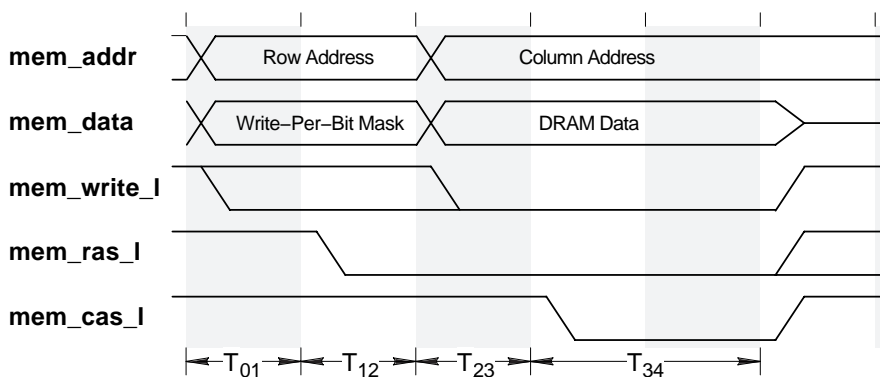 mem_addr Row Address Column Address
mem_data Write–Per–Bit Mask DRAM Data
mem_write_l
mem_ras_l
mem_cas_l
T01 T12 T23 T34